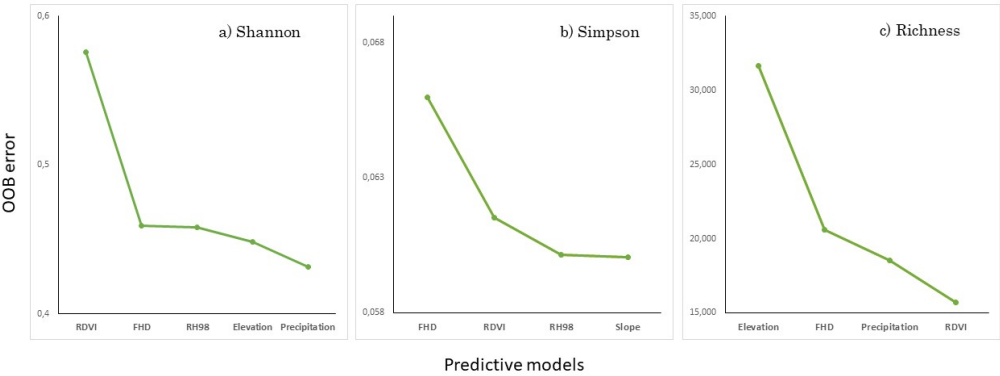 OOB error
a) Shannon
0,6
0,5
0,4
RDVI FHD RH98 Elevation Precipitation
b) Simpson
0,068
0,063
0,058
FHD RDVI RH98 Slope
c) Richness
35,000
30,000
25,000
20,000
15,000
Elevation FHD Precipitation RDVI
Predictive models